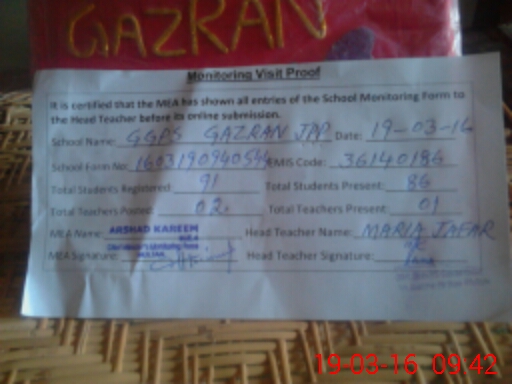 GAZRAN
Monitoring Visit Proof
It is certified that the MEA has shown all entries of the School Monitoring Form to
the Head Teacher before its online submission.
School Name: GGPS GAZRAN JPP Date: 19-03-16
School Form No: EMIS Code: 36140186
Total Students Registered: 91 Total Students Present: 86
Total Teachers Posted: 02 Total Teachers Present: 01
MEA Name: ARSHAD KAREEM Head Teacher Name: MARIA JAFAR
MEA
MULTAN
MEA Signature: Head Teacher Signature:
19-03-16 09:42